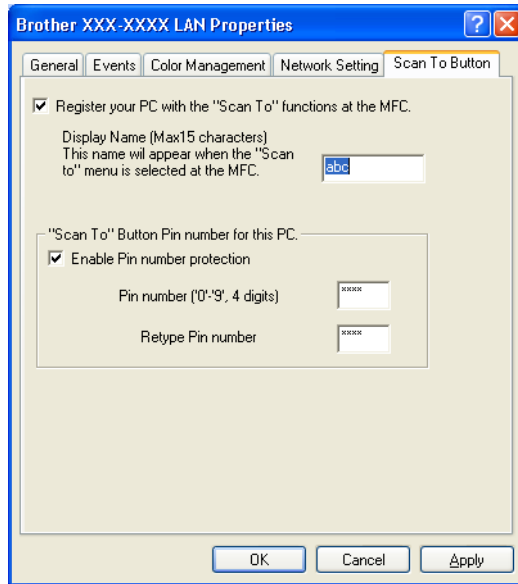 Brother XXX-XXXX LAN Properties
General Events Color Management Network Setting Scan To Button
Register your PC with the "Scan To" functions at the MFC.
Display Name (Max15 characters)
This name will appear when the "Scan
to" menu is selected at the MFC.
abc
"Scan To" Button Pin number for this PC.
Enable Pin number protection
Pin number ('0'-'9', 4 digits)
××××
Retype Pin number
××××
OK Cancel Apply